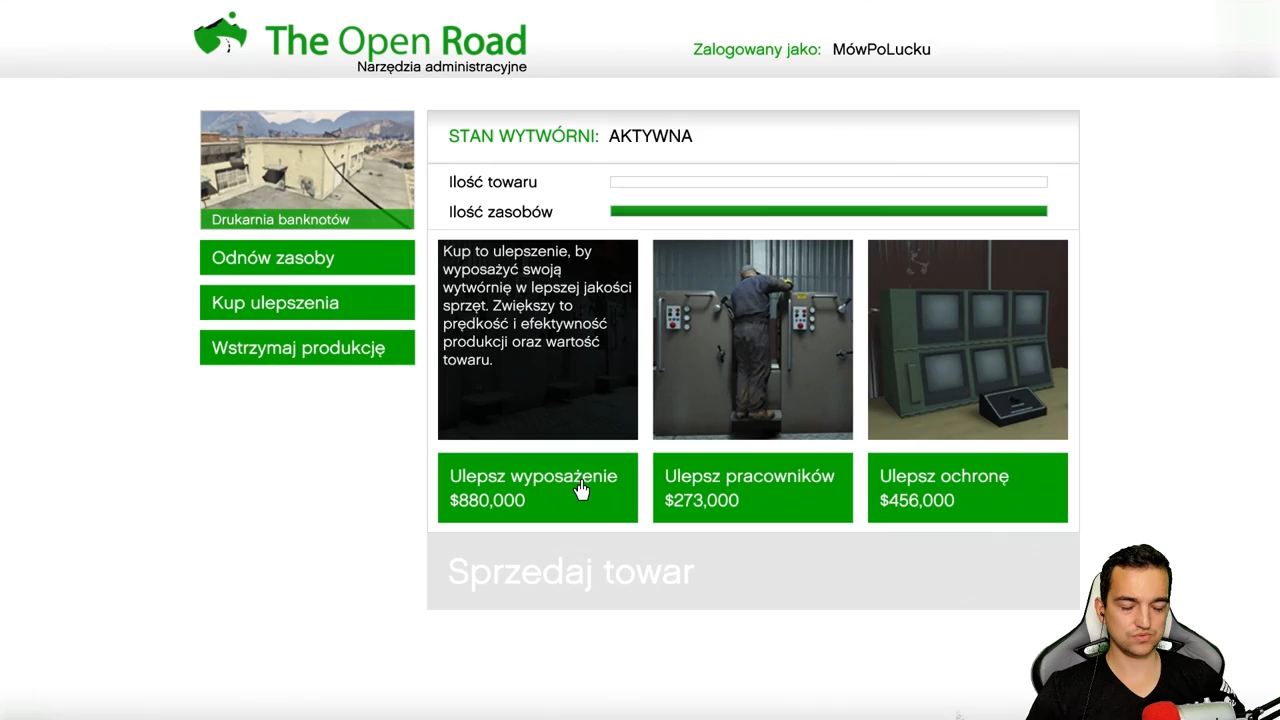 The Open Road
Narzędzia administracyjne
Zalogowany jako: MówPoLucku
Drukarnia banknotów
Odnów zasoby
Kup ulepszenia
Wstrzymaj produkcję
STAN WYTWÓRNI: AKTYWNA
Ilość towaru
Ilość zasobów
Kup to ulepszenie, by
wyposażyć swoją
wytwórnię w lepszej jakości
sprzęt. Zwiększy to
prędkość i efektywność
produkcji oraz wartość
towaru.
Ulepsz wyposażenie
$880,000
Ulepsz pracowników
$273,000
Ulepsz ochronę
$456,000
Sprzedaj towar